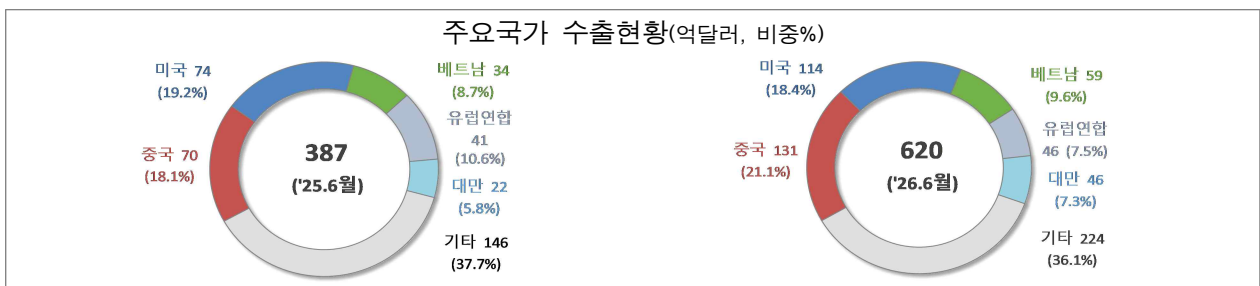 주요국가 수출현황(억달러, 비중%)
미국 74
(19.2%)
베트남 34
(8.7%)
유럽연합
41
(10.6%)
중국 70
(18.1%)
387
('25.6월)
대만 22
(5.8%)
기타 146
(37.7%)
미국 114
(18.4%)
베트남 59
(9.6%)
유럽연합
46 (7.5%)
중국 131
(21.1%)
620
('26.6월)
대만 46
(7.3%)
기타 224
(36.1%)